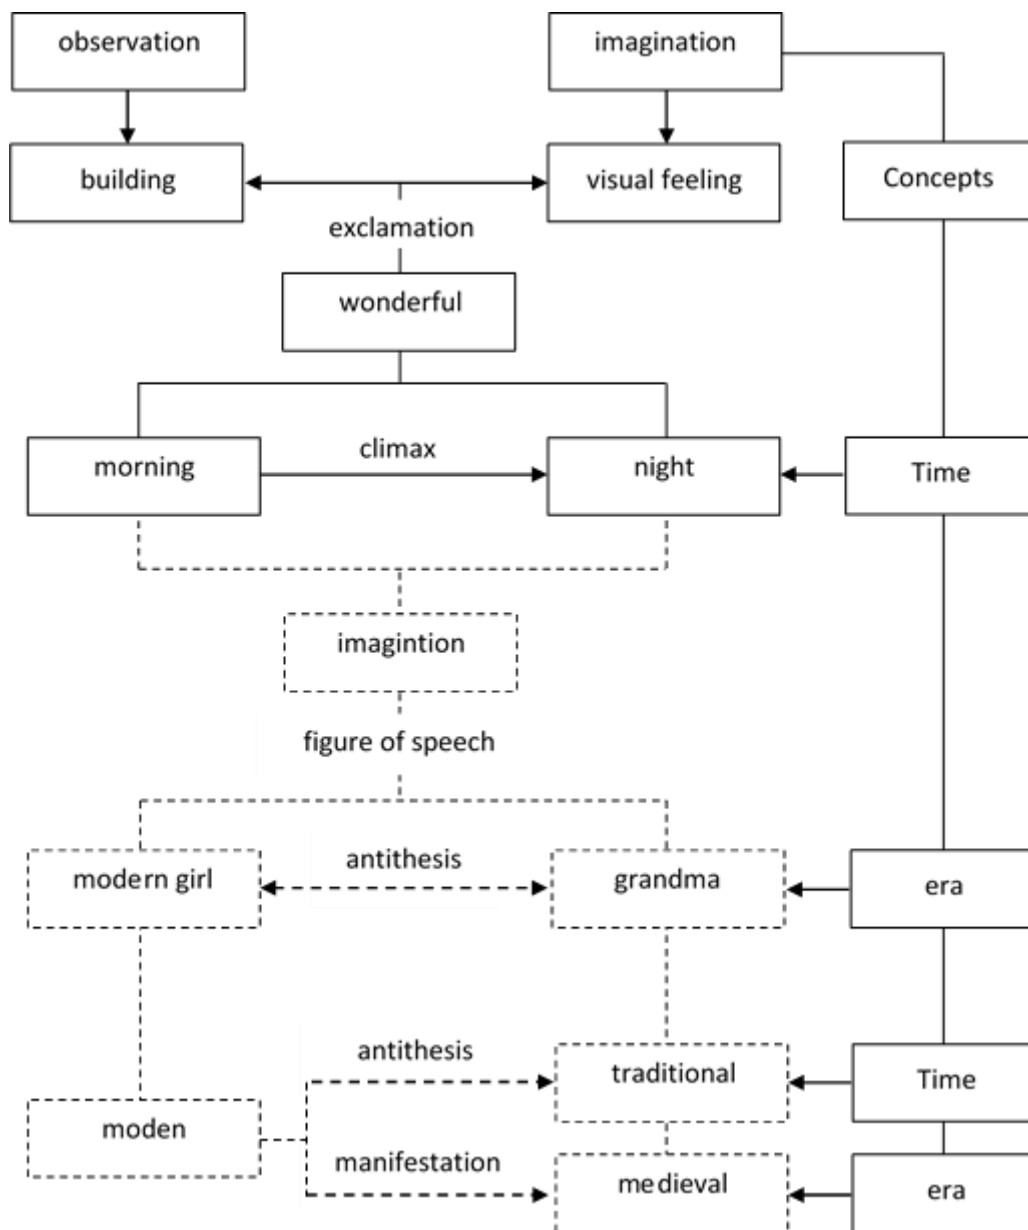 observation
imagination
building
visual feeling
Concepts
exclamation
wonderful
climax
morning
night
Time
imagintion
figure of speech
antithesis
modern girl
grandma
era
antithesis
traditional
Time
moden
manifestation
medieval
era